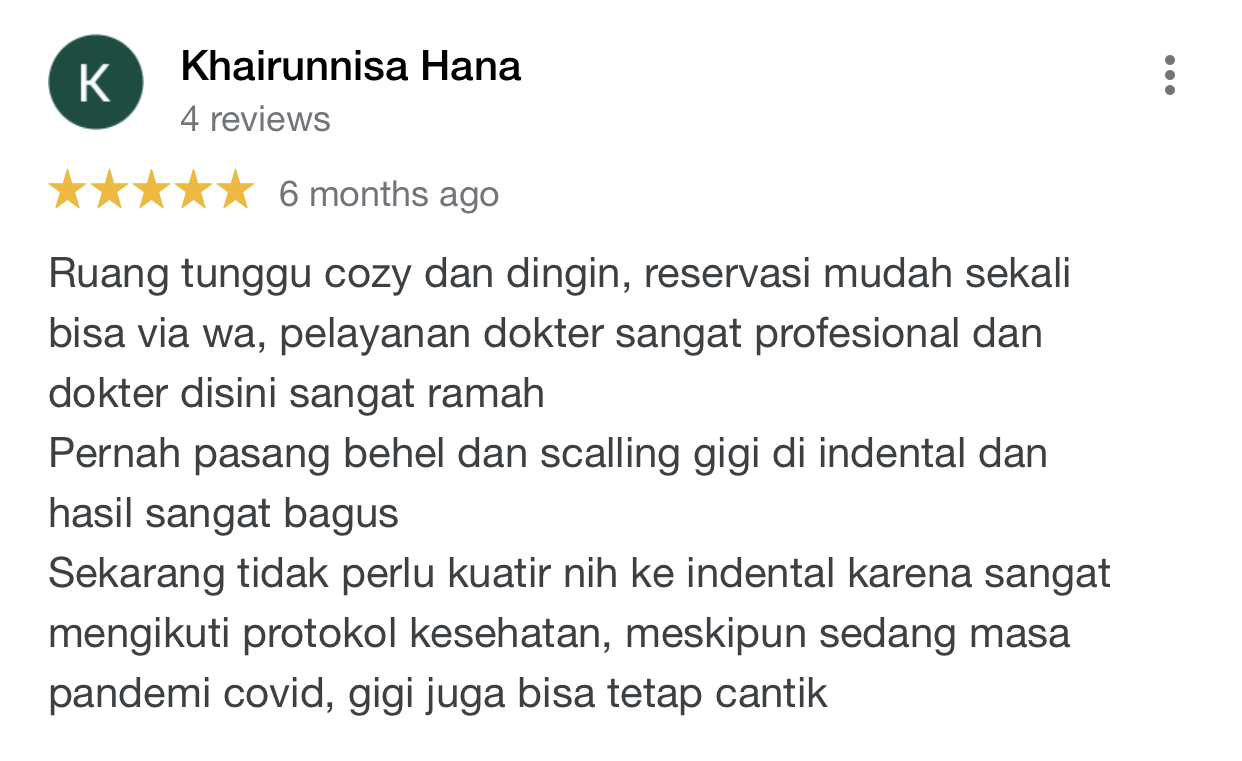 K
Khairunnisa Hana
4 reviews
6 months ago
Ruang tunggu cozy dan dingin, reservasi mudah sekali
bisa via wa, pelayanan dokter sangat profesional dan
dokter disini sangat ramah
Pernah pasang behel dan scalling gigi di indental dan
hasil sangat bagus
Sekarang tidak perlu kuatir nih ke indental karena sangat
mengikuti protokol kesehatan, meskipun sedang masa
pandemi covid, gigi juga bisa tetap cantik